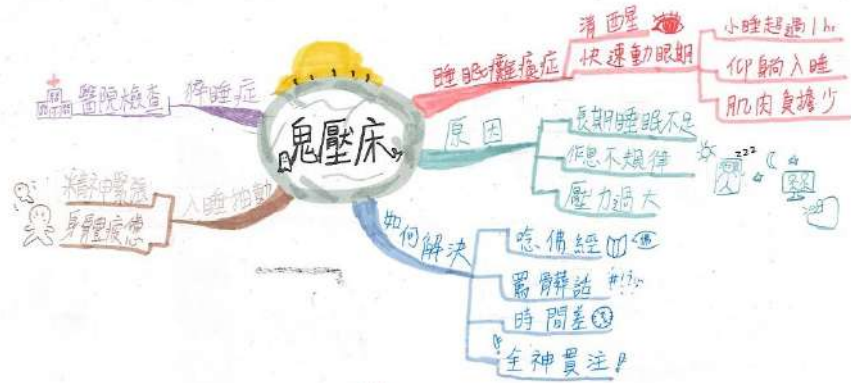 鬼壓床
睡眠癱瘓症
清醒
快速動眼期
小睡超過1hr
仰躺入睡
肌肉負擔少
原因
長期睡眠不足
作息不規律
壓力過大
zzz
如何解決
唸佛經
罵髒話 #!?
時間差
全神貫注!
入睡抽動
精神緊張
身體疲憊
猝睡症
醫院檢查